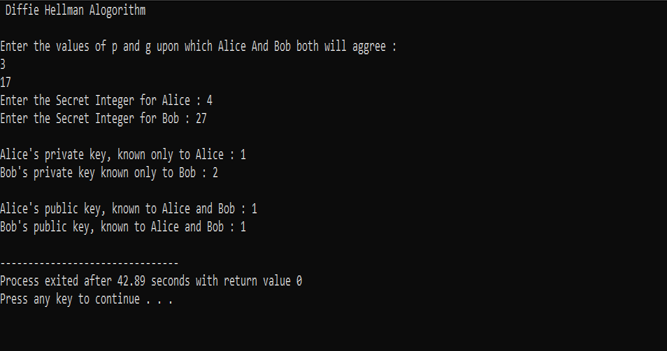 Diffie Hellman Alogorithm
Enter the values of p and g upon which Alice And Bob both will aggree :
3
17
Enter the Secret Integer for Alice : 4
Enter the Secret Integer for Bob : 27
Alice's private key, known only to Alice : 1
Bob's private key known only to Bob : 2
Alice's public key, known to Alice and Bob : 1
Bob's public key, known to Alice and Bob : 1
--------------------------------
Process exited after 42.89 seconds with return value 0
Press any key to continue . . .